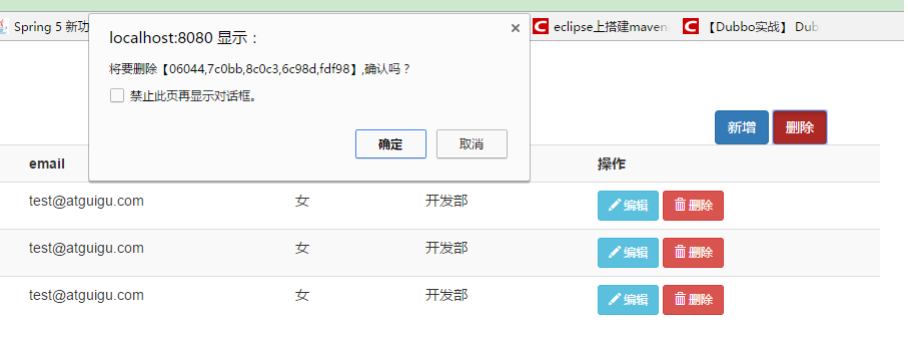 Spring 5 新功
eclipse上搭建maven
【Dubbo实战】 Dub
localhost:8080 显示：
将要删除【06044,7c0bb,8c0c3,6c98d,fdf98】,确认吗？
禁止此页再显示对话框。
确定 取消
新增 删除
email 操作
test@atguigu.com 女 开发部 编辑 删除
test@atguigu.com 女 开发部 编辑 删除
test@atguigu.com 女 开发部 编辑 删除